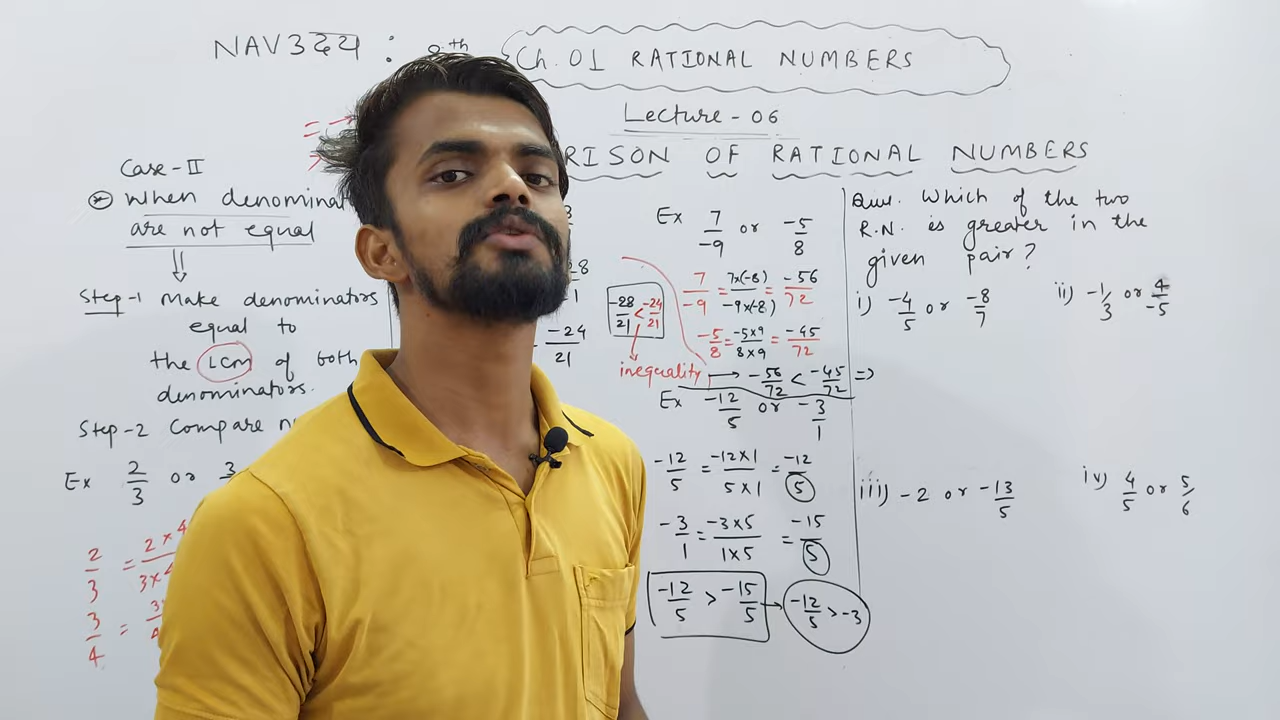 NAV3उदय : 8th Ch. 01 RATIONAL NUMBERS
Lecture - 06
RISON OF RATIONAL NUMBERS
Case-II
When denominat
are not equal
Step-1 Make denominators
equal to
the LCM of both
denominators.
Step-2 Compare
Ex 2/3 or 3
2/3 = 2×4
3×4
3/4 =
-28/21 < -24/21
inequality
-24/21
Ex 7/-9 or -5/8
7/-9 = 7×(-8)/-9×(-8) = -56/72
-5/8 = -5×9/8×9 = -45/72
→ -56/72 < -45/72 =>
Ex -12/5 or -3/1
-12/5 = -12×1/5×1 = -12/5
-3/1 = -3×5/1×5 = -15/5
-12/5 > -15/5 → -12/5 > -3
Ques. Which of the two
R.N. is greater in the
given pair?
i) -4/5 or -8/7
ii) -1/3 or 4/-5
iii) -2 or -13/5
iv) 4/5 or 5/6